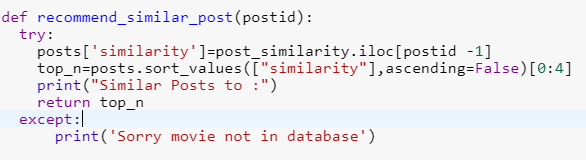 def recommend_similar_post(postid):
  try:
    posts['similarity']=post_similarity.iloc[postid -1]
    top_n=posts.sort_values(["similarity"],ascending=False)[0:4]
    print("Similar Posts to :")
    return top_n
  except:
      print('Sorry movie not in database')